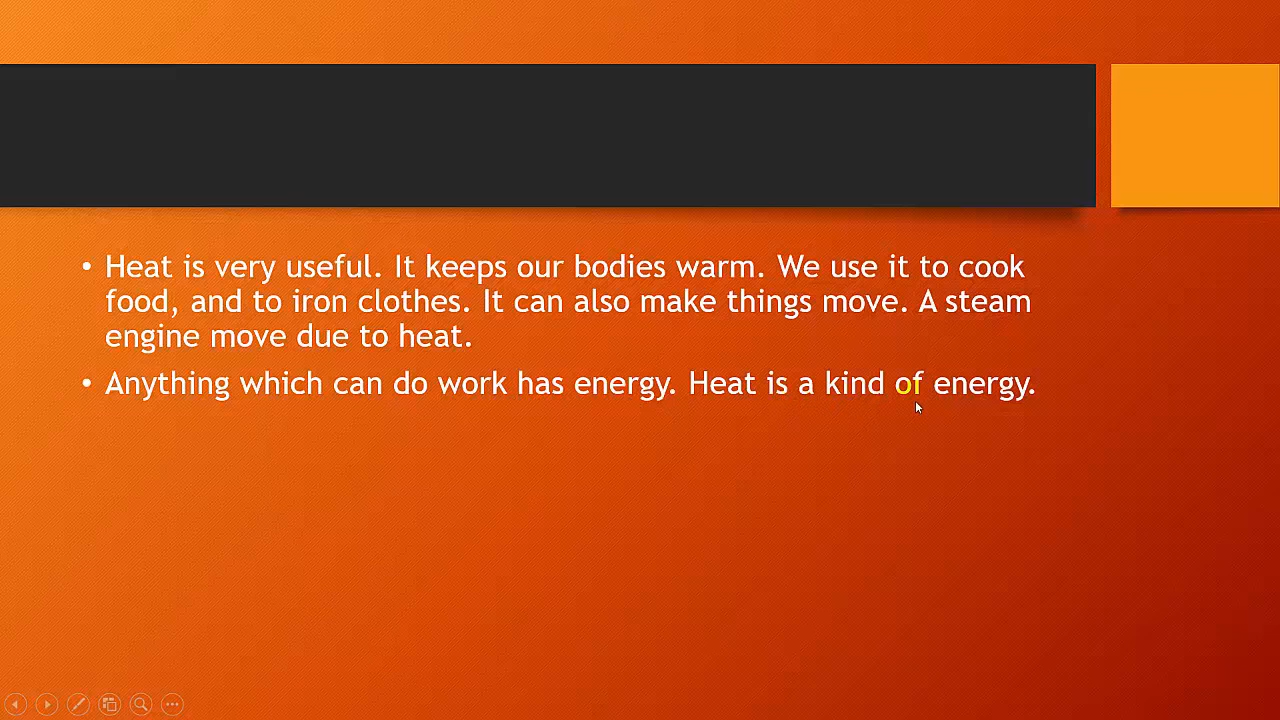 • Heat is very useful. It keeps our bodies warm. We use it to cook
food, and to iron clothes. It can also make things move. A steam
engine move due to heat.
• Anything which can do work has energy. Heat is a kind of energy.